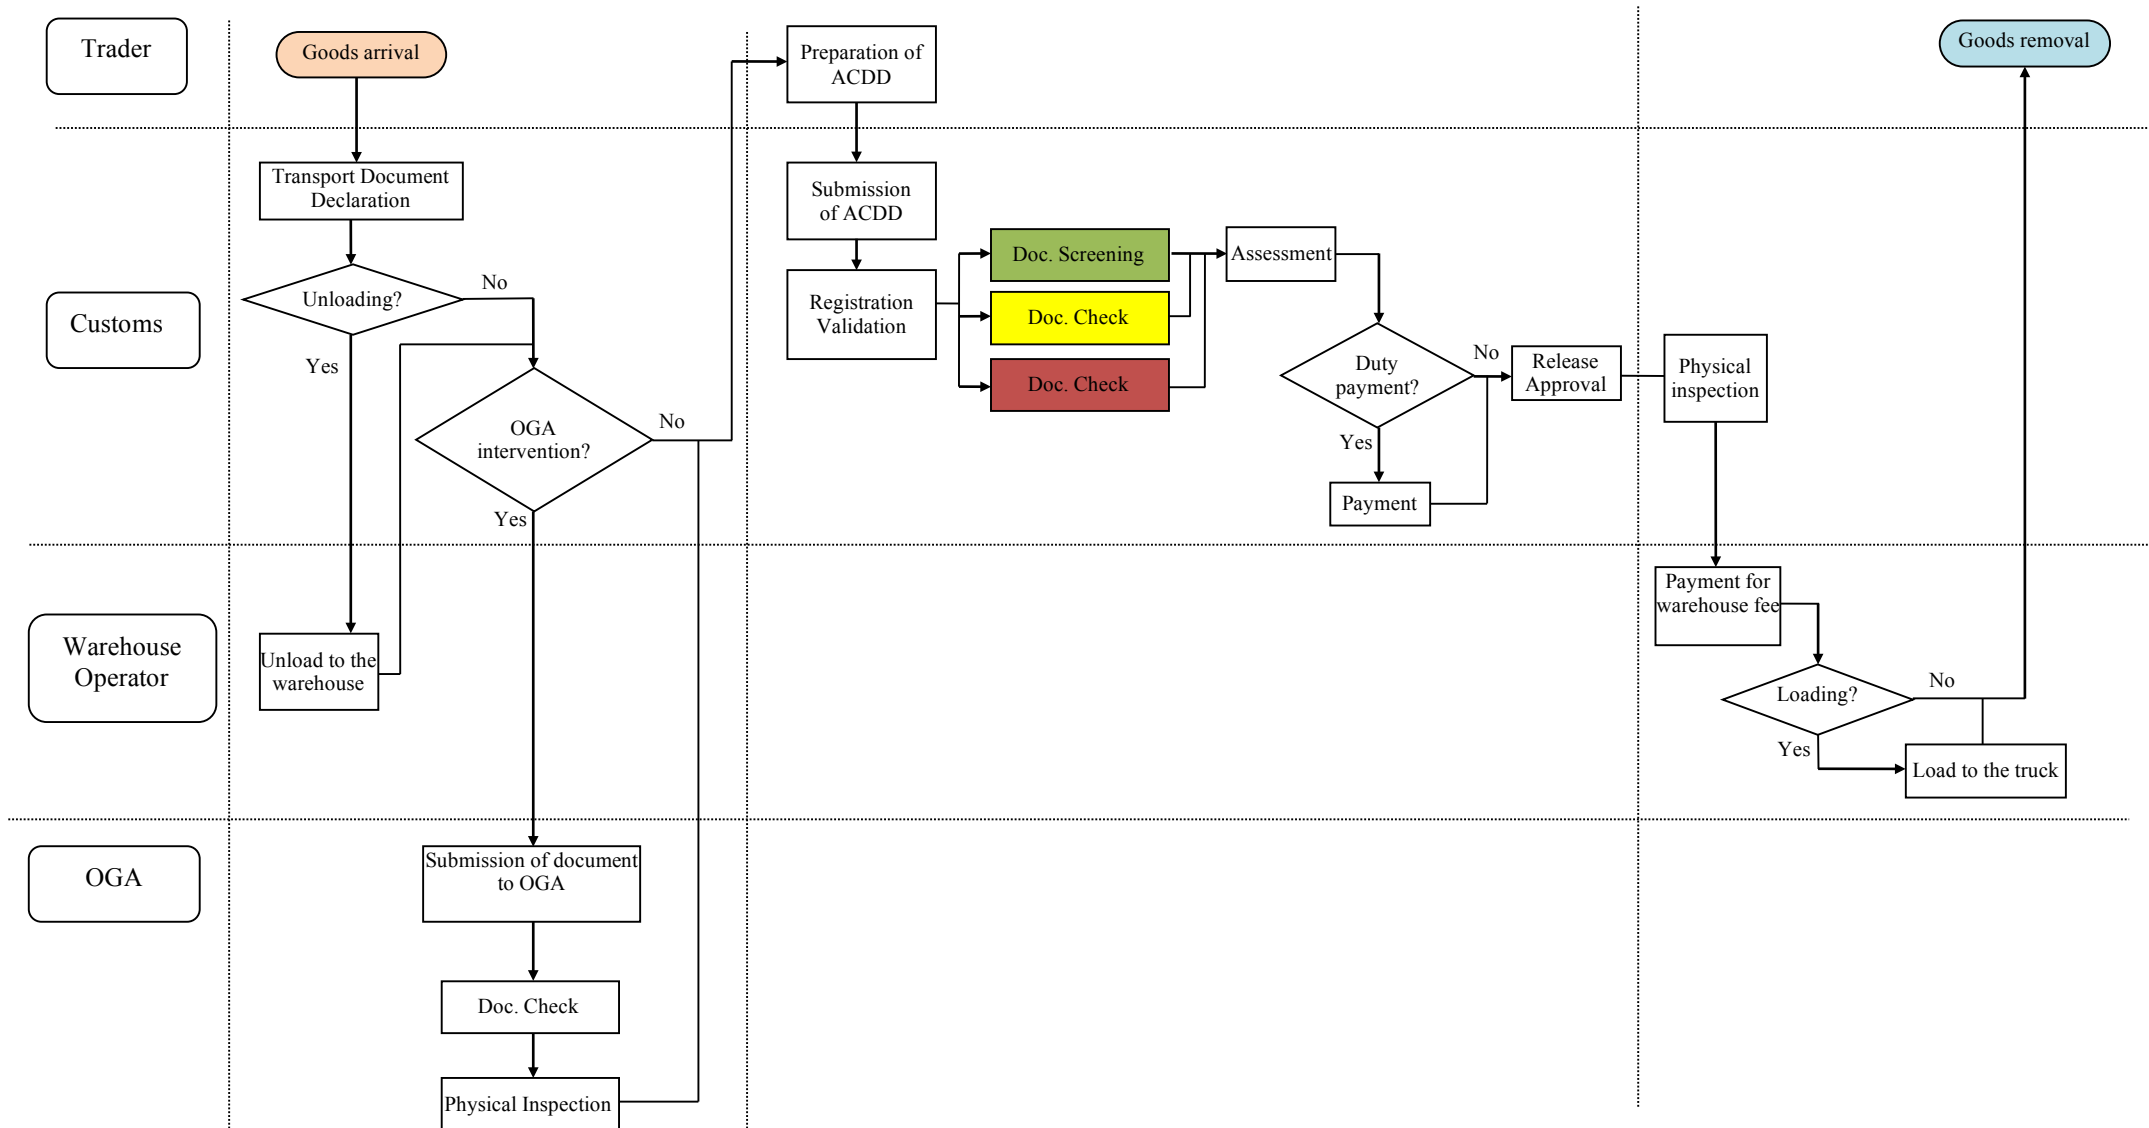 Trader
Goods arrival
Preparation of
ACDD
Goods removal
Transport Document
Declaration
Submission
of ACDD
Customs
Unloading?
No
Yes
OGA
intervention?
No
Yes
Registration
Validation
Doc. Screening
Doc. Check
Doc. Check
Assessment
Duty
payment?
No
Yes
Payment
Release
Approval
Physical
inspection
Warehouse
Operator
Unload to the
warehouse
Payment for
warehouse fee
Loading?
No
Yes
Load to the truck
OGA
Submission of document
to OGA
Doc. Check
Physical Inspection